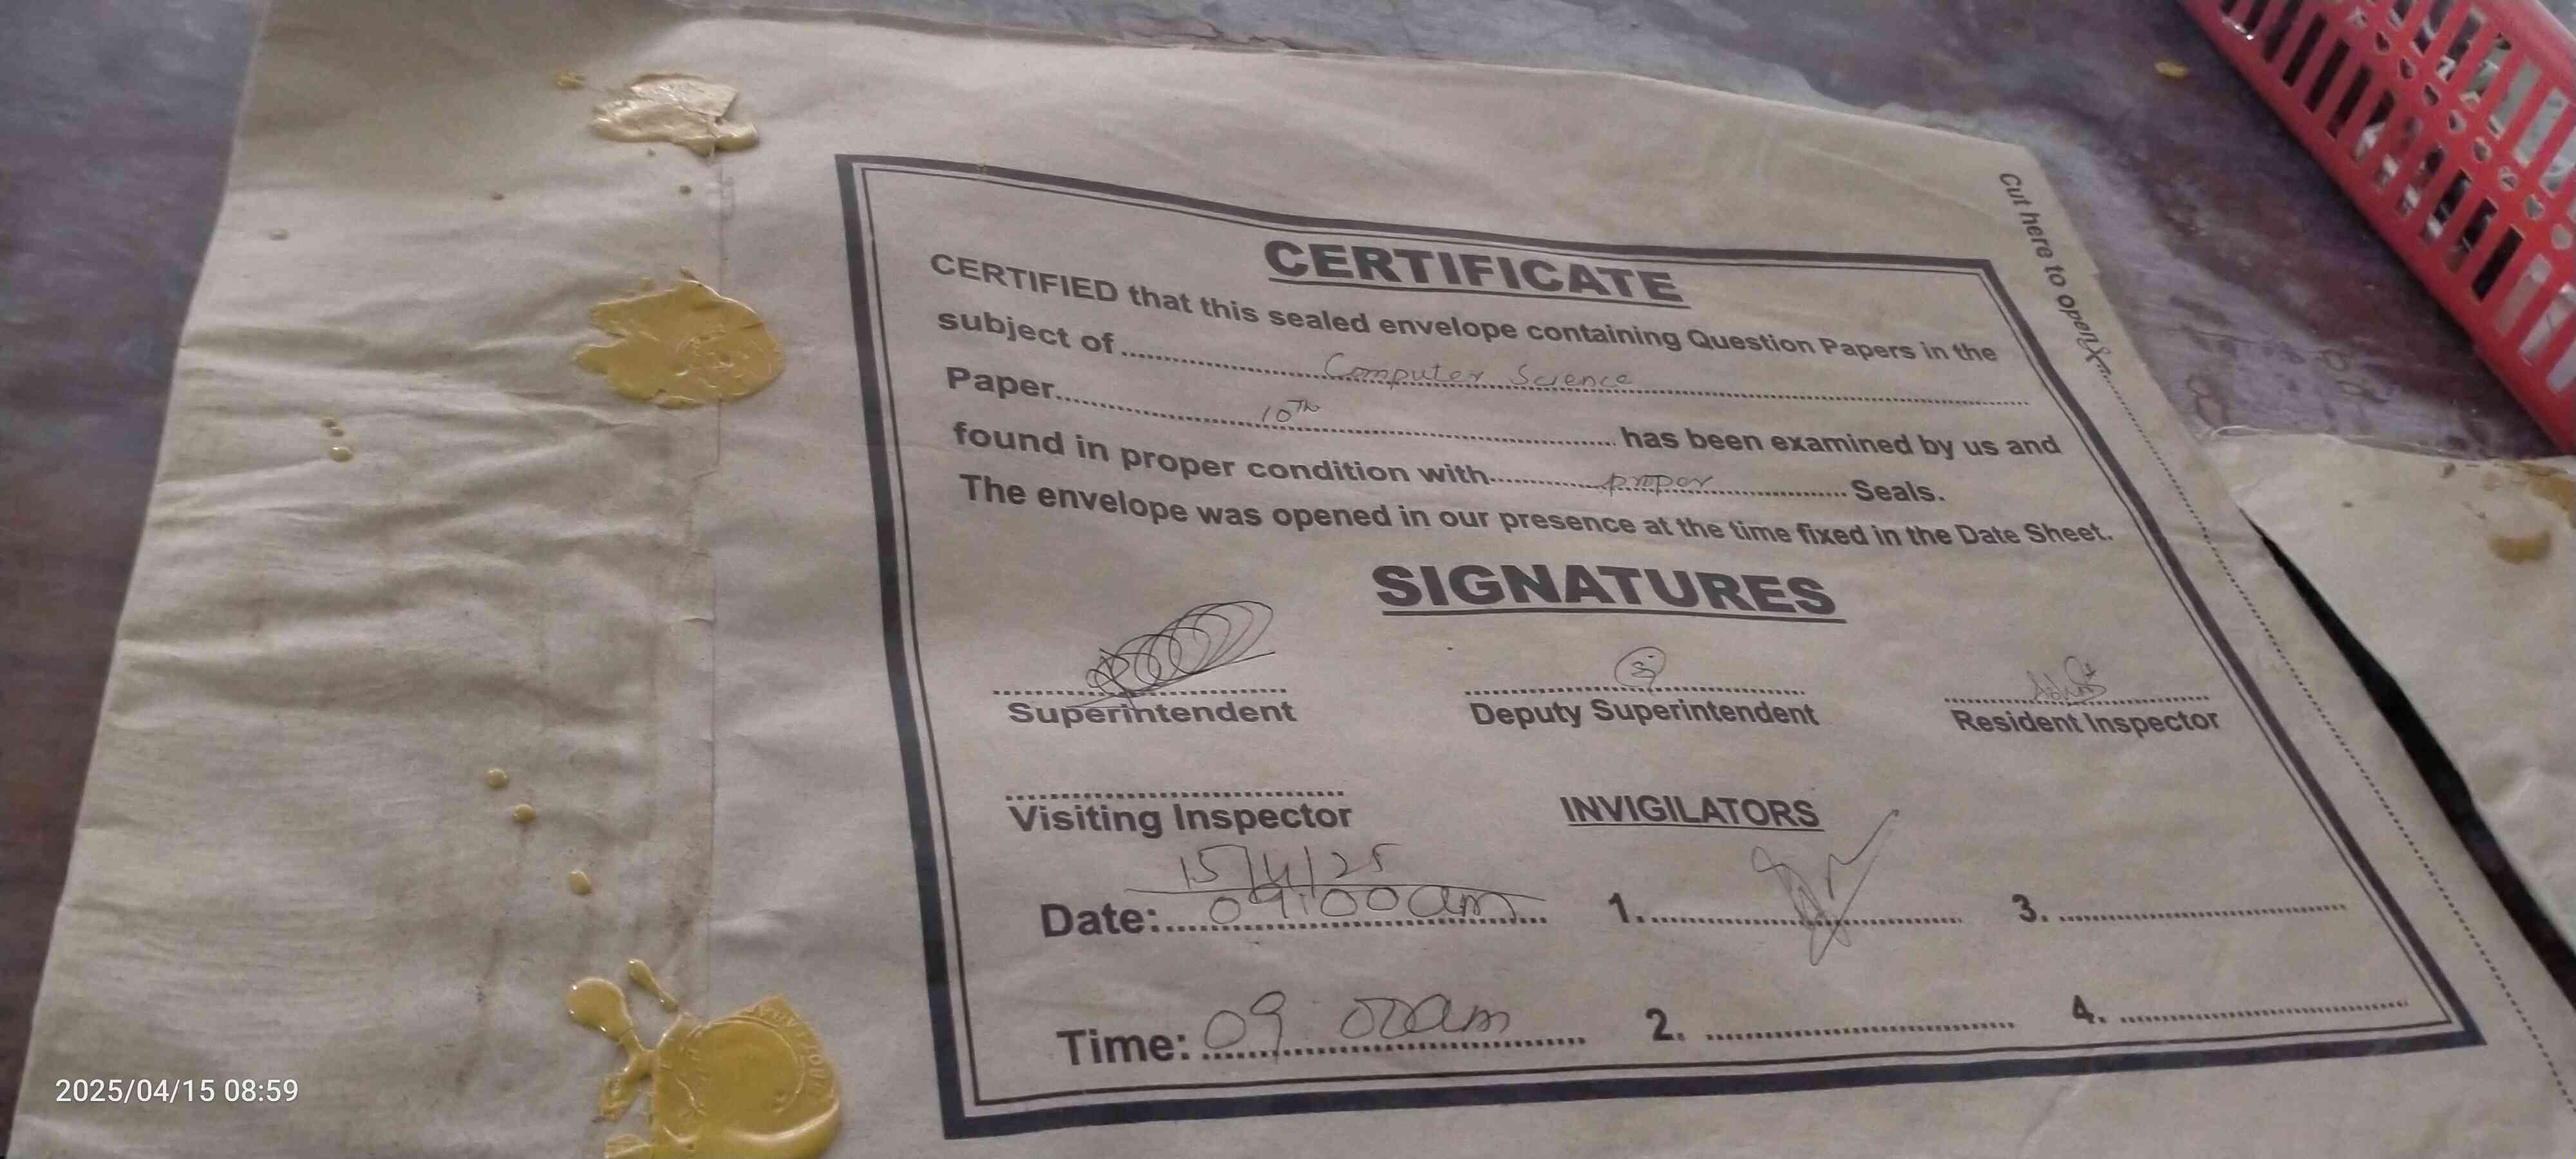 Cut here to open
CERTIFICATE
CERTIFIED that this sealed envelope containing Question Papers in the
subject of Computer Science
Paper 10Th has been examined by us and
found in proper condition with proper Seals.
The envelope was opened in our presence at the time fixed in the Date Sheet.
SIGNATURES
Superintendent Deputy Superintendent Resident Inspector
Visiting Inspector INVIGILATORS
15/4/25
Date: 09:00am 1. 3.
Time: 09 00am 2. 4.
2025/04/15 08:59